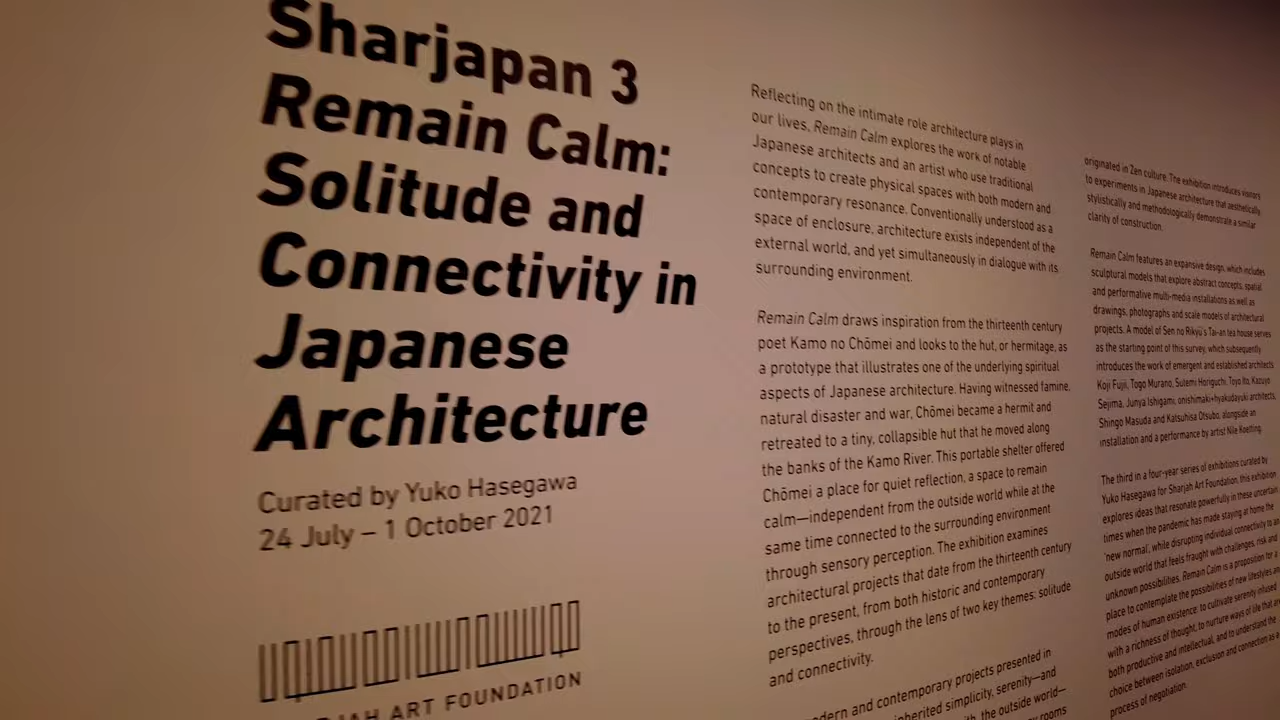 Sharjapan 3
Remain Calm:
Solitude and
Connectivity in
Japanese
Architecture
Curated by Yuko Hasegawa
24 July – 1 October 2021
ART FOUNDATION
Reflecting on the intimate role architecture plays in
our lives, Remain Calm explores the work of notable
Japanese architects and an artist who use traditional
concepts to create physical spaces with both modern and
contemporary resonance. Conventionally understood as a
space of enclosure, architecture exists independent of the
external world, and yet simultaneously in dialogue with its
surrounding environment.
Remain Calm draws inspiration from the thirteenth century
poet Kamo no Chōmei and looks to the hut, or hermitage, as
a prototype that illustrates one of the underlying spiritual
aspects of Japanese architecture. Having witnessed famine,
natural disaster and war, Chōmei became a hermit and
retreated to a tiny, collapsible hut that he moved along
the banks of the Kamo River. This portable shelter offered
Chōmei a place for quiet reflection, a space to remain
calm—independent from the outside world while at the
same time connected to the surrounding environment
through sensory perception. The exhibition examines
architectural projects that date from the thirteenth century
to the present, from both historic and contemporary
perspectives, through the lens of two key themes: solitude
and connectivity.
and contemporary projects presented in
simplicity, serenity—and
the outside world—
rooms
originated in Zen culture. The exhibition introduces visitors
to experiments in Japanese architecture that aesthetically,
stylistically and methodologically demonstrate a similar
clarity of construction.
Remain Calm features an expansive design, which includes
sculptural models that explore abstract concepts, spatial
and performative multi-media installations as well as
drawings, photographs and scale models of architectural
projects. A model of Sen no Rikyū's Tai-an tea house serves
as the starting point of this survey, which subsequently
introduces the work of emergent and established architects
Koji Fujii, Togo Murano, Sutemi Horiguchi, Toyo Ito, Kazuyo
Sejima, Junya Ishigami, onishimaki+hyakudayuki architects,
Shingo Masuda and Katsuhisa Otsubo, alongside an
installation and a performance by artist Nile Koetting.
The third in a four-year series of exhibitions curated by
Yuko Hasegawa for Sharjah Art Foundation, this exhibition
explores ideas that resonate powerfully in these uncertain
times when the pandemic has made staying at home the
'new normal', while disrupting individual connectivity to an
outside world that feels fraught with challenges, risk and
unknown possibilities. Remain Calm is a proposition for a
place to contemplate the possibilities of new lifestyles and
modes of human existence: to cultivate serenity infused
with a richness of thought, to nurture ways of life that are
both productive and intellectual, and to understand the
choice between isolation, exclusion and connection as a
process of negotiation.